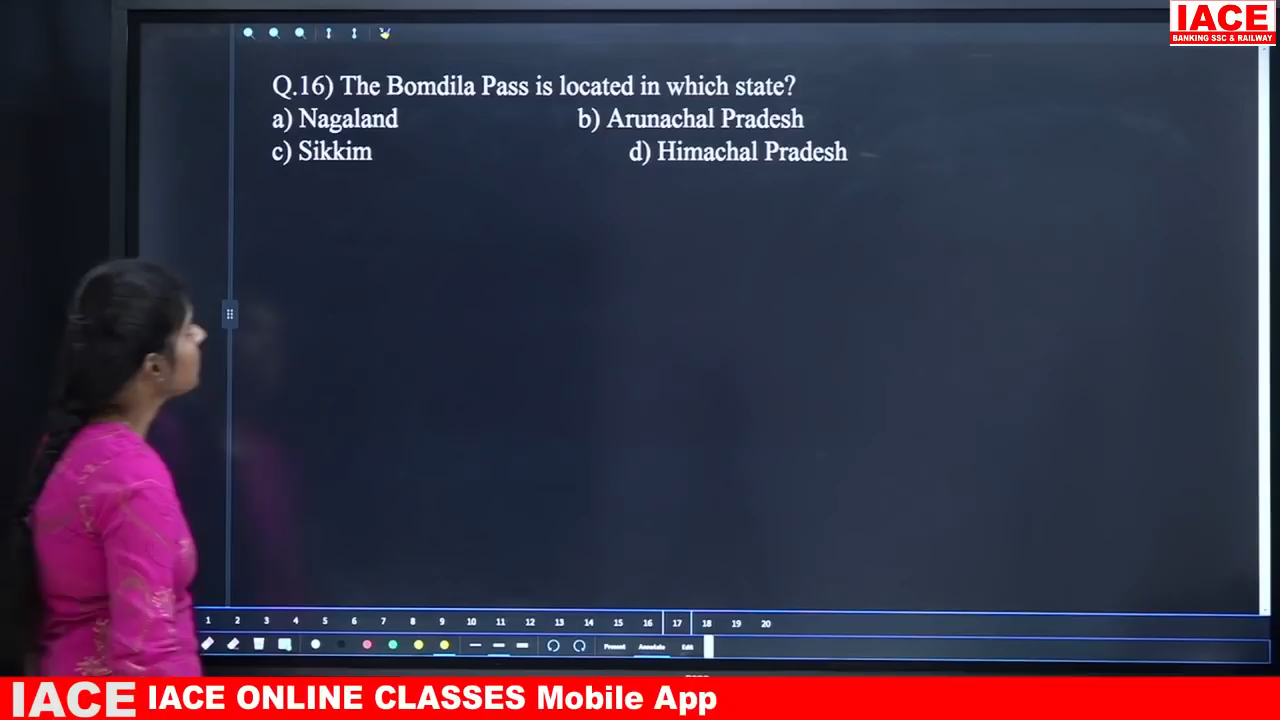 IACE
BANKING SSC & RAILWAY
Q.16) The Bomdila Pass is located in which state?
a) Nagaland b) Arunachal Pradesh
c) Sikkim d) Himachal Pradesh
1 2 3 4 5 6 7 8 9 10 11 12 13 14 15 16 17 18 19 20
Present Annotate Edit
IACE IACE ONLINE CLASSES Mobile App